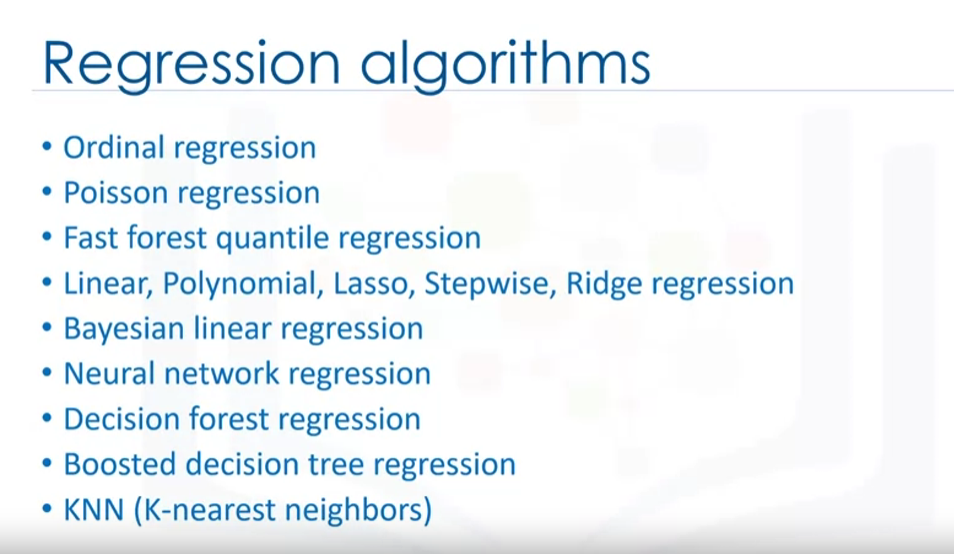 Regression algorithms
• Ordinal regression
• Poisson regression
• Fast forest quantile regression
• Linear, Polynomial, Lasso, Stepwise, Ridge regression
• Bayesian linear regression
• Neural network regression
• Decision forest regression
• Boosted decision tree regression
• KNN (K-nearest neighbors)